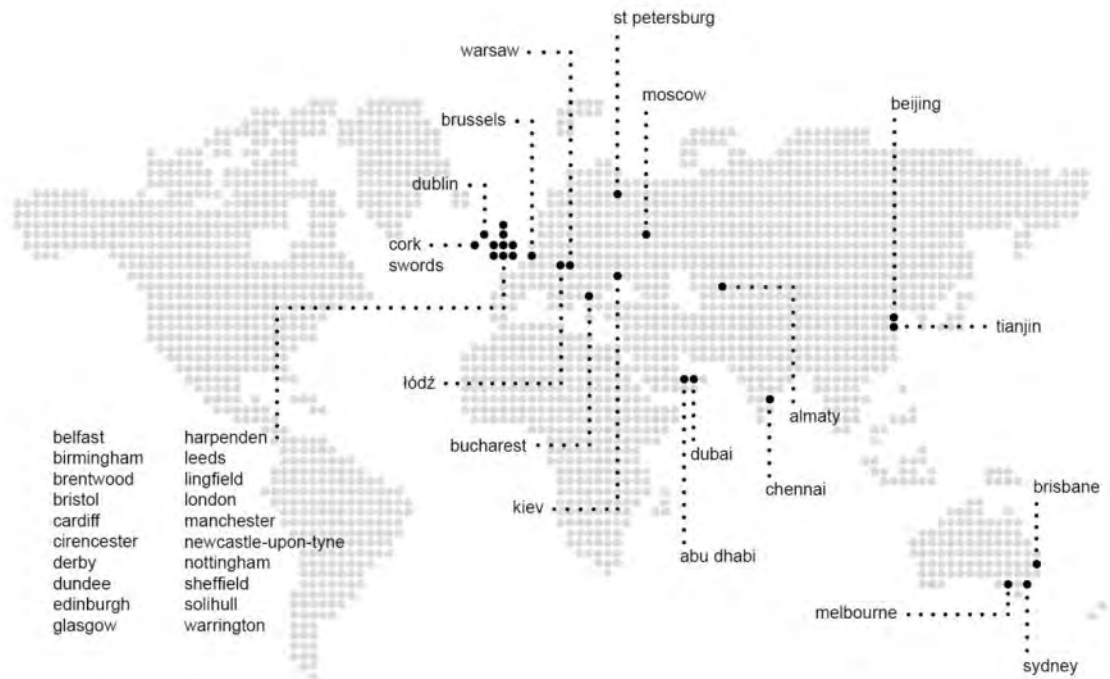 st petersburg
warsaw
moscow
beijing
brussels
dublin
cork
swords
tianjin
łódź
almaty
bucharest
dubai
kiev
chennai
brisbane
abu dhabi
melbourne
sydney
belfast
birmingham
brentwood
bristol
cardiff
cirencester
derby
dundee
edinburgh
glasgow
harpenden
leeds
lingfield
london
manchester
newcastle-upon-tyne
nottingham
sheffield
solihull
warrington